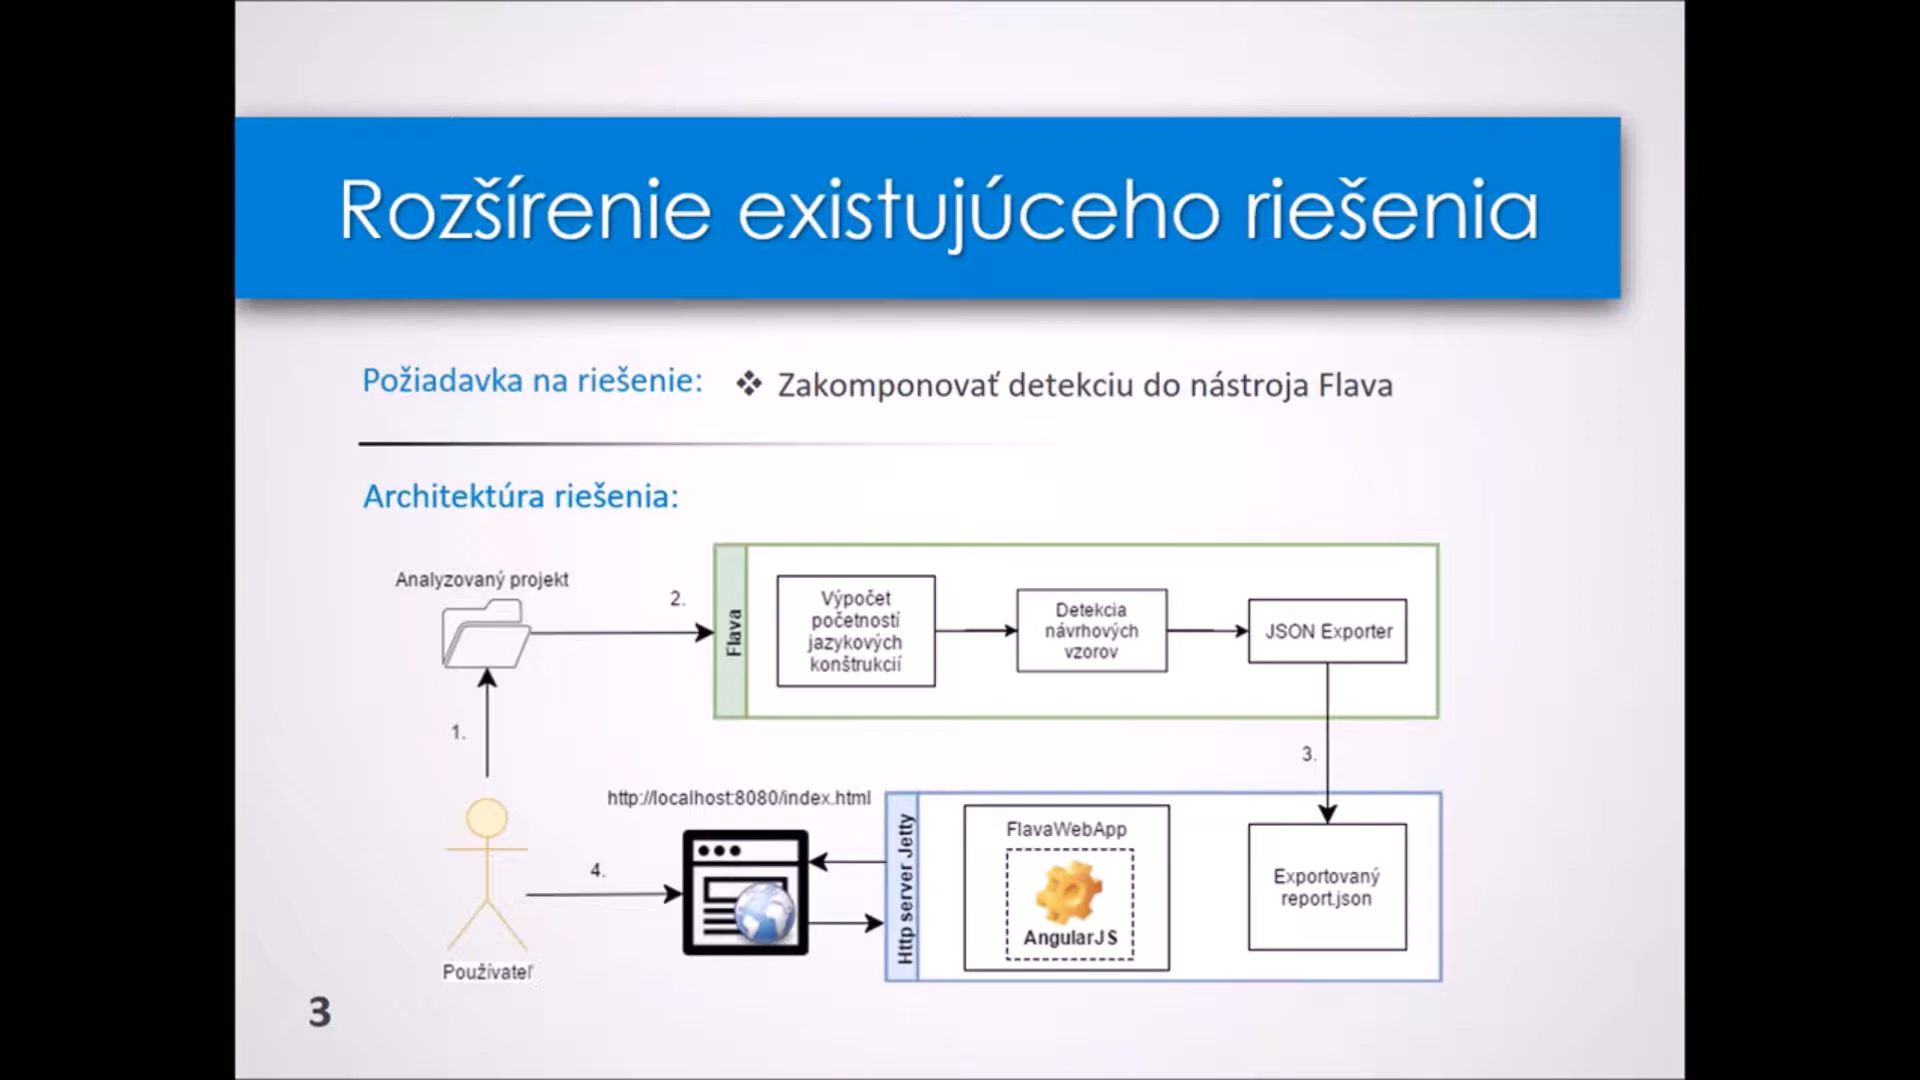 Rozšírenie existujúceho riešenia
Požiadavka na riešenie:
❖ Zakomponovať detekciu do nástroja Flava
Architektúra riešenia:
Analyzovaný projekt
1.
2.
Flava
Výpočet
početností
jazykových
konštrukcií
Detekcia
návrhových
vzorov
JSON Exporter
3.
http://localhost:8080/index.html
4.
Používateľ
Http server Jetty
FlavaWebApp
AngularJS
Exportovaný
report.json
3